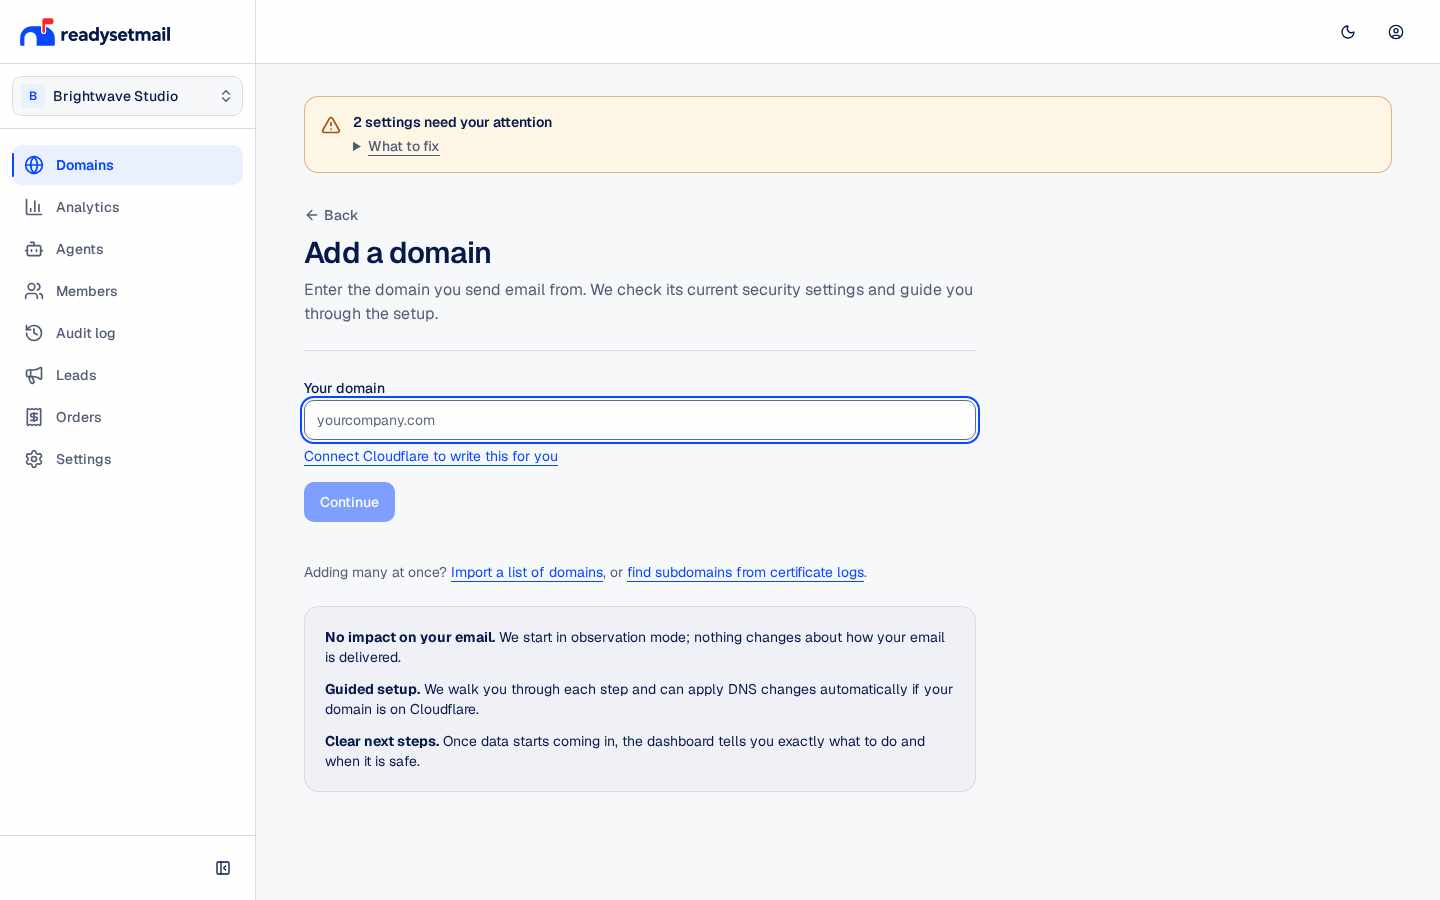 readysetmail
B Brightwave Studio
Domains
Analytics
Agents
Members
Audit log
Leads
Orders
Settings
2 settings need your attention
What to fix
Back
Add a domain
Enter the domain you send email from. We check its current security settings and guide you
through the setup.
Your domain
yourcompany.com
Connect Cloudflare to write this for you
Continue
Adding many at once? Import a list of domains, or find subdomains from certificate logs.
No impact on your email. We start in observation mode; nothing changes about how your email
is delivered.
Guided setup. We walk you through each step and can apply DNS changes automatically if your
domain is on Cloudflare.
Clear next steps. Once data starts coming in, the dashboard tells you exactly what to do and
when it is safe.